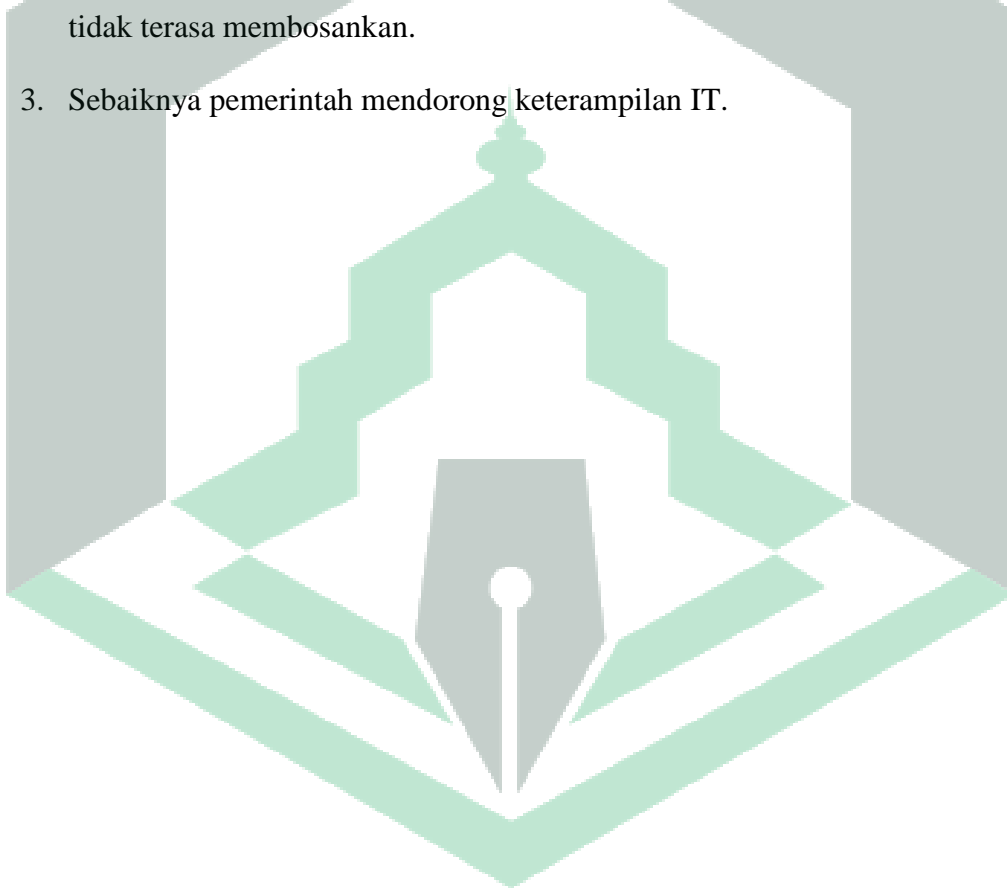 tidak terasa membosankan.
3. Sebaiknya pemerintah mendorong keterampilan IT.